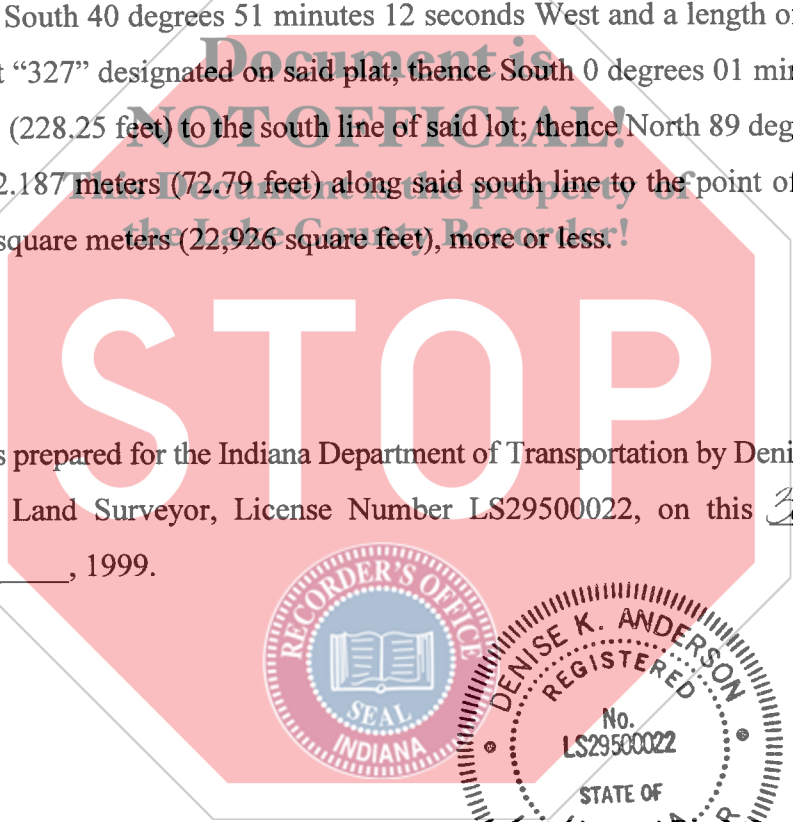 South 40 degrees 51 minutes 12 seconds West and a length o
t “327” designated on said plat; thence South 0 degrees 01 min
(228.25 feet) to the south line of said lot; thence North 89 deg
2.187 meters (72.79 feet) along said south line to the point of
square meters (22,926 square feet), more or less.
Document is
NOT OFFICIAL!
This Document is the property of
the Lake County Recorder!
STOP
s prepared for the Indiana Department of Transportation by Deni
Land Surveyor, License Number LS29500022, on this 3
, 1999.
RECORDER'S OFFICE
SEAL
INDIANA
DENISE K. ANDERSON
REGISTERED
No.
LS29500022
STATE OF